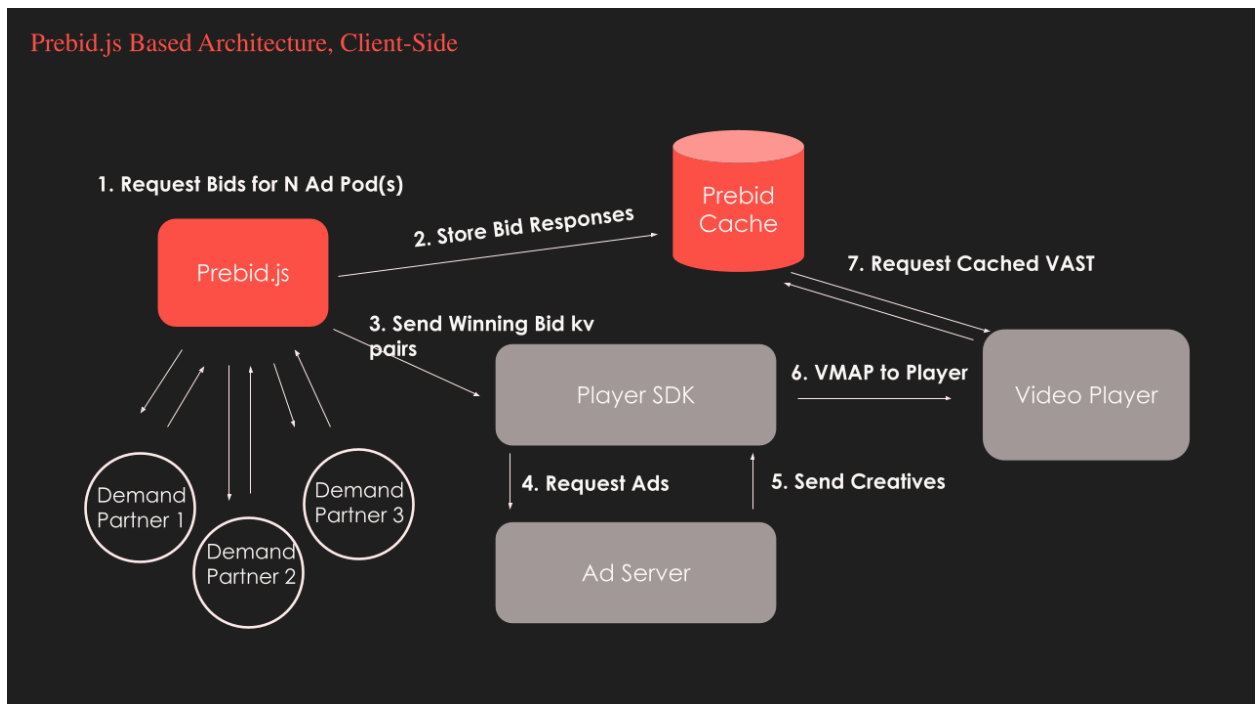 Prebid.js Based Architecture, Client-Side
1. Request Bids for N Ad Pod(s)
Prebid.js
2. Store Bid Responses
Prebid
Cache
7. Request Cached VAST
3. Send Winning Bid kv
pairs
Player SDK
6. VMAP to Player
Video Player
4. Request Ads
5. Send Creatives
Demand
Partner 1
Demand
Partner 2
Demand
Partner 3
Ad Server